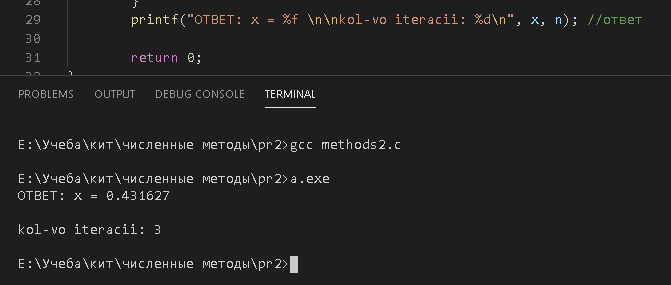 28 }
29 printf("ОТВЕТ: x = %f \n\nkol-vo iteracii: %d\n", x, n); //ответ
30
31 return 0;
32 }
PROBLEMS OUTPUT DEBUG CONSOLE TERMINAL
E:\Учеба\кит\численные методы\pr2>gcc methods2.c
E:\Учеба\кит\численные методы\pr2>a.exe
ОТВЕТ: x = 0.431627
kol-vo iteracii: 3
E:\Учеба\кит\численные методы\pr2>